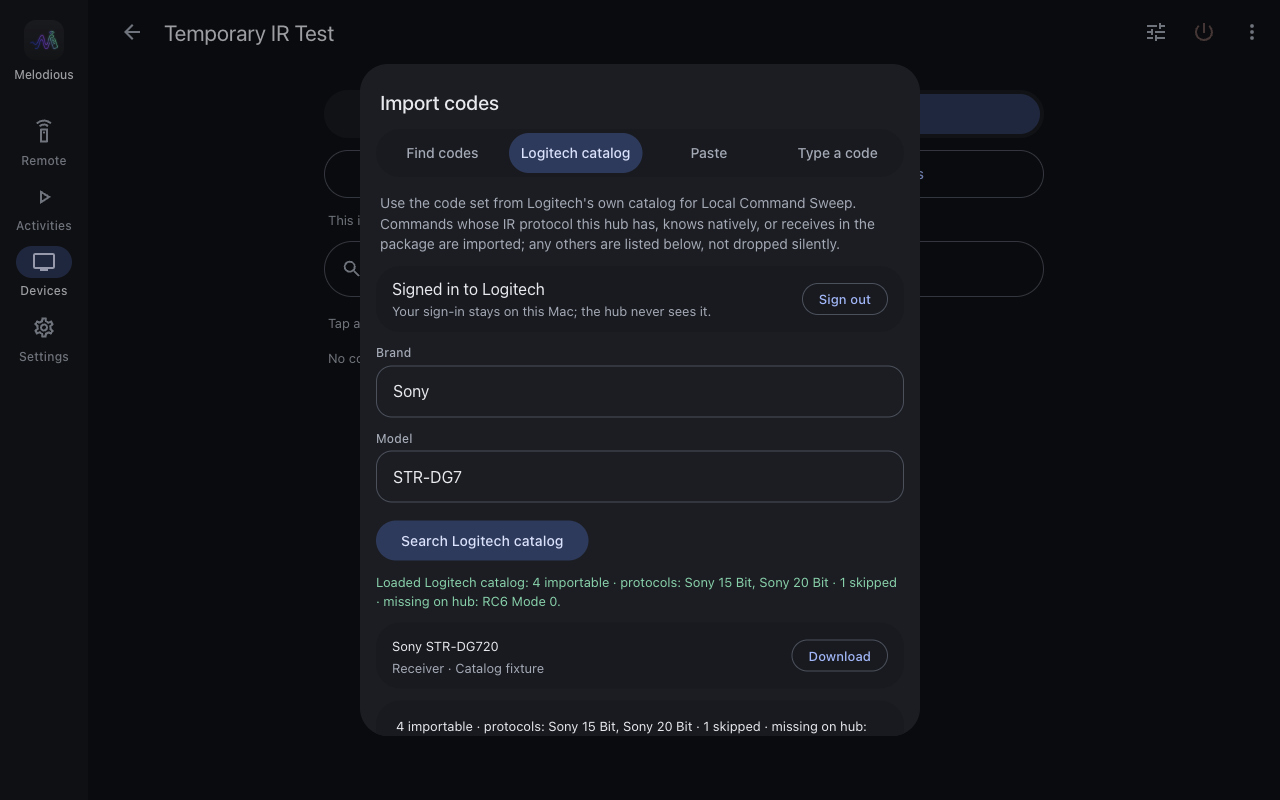 Temporary IR Test
Melodious
Remote
Activities
Devices
Settings
This i
Tap a
No co
s
Import codes
Find codes
Logitech catalog
Paste
Type a code
Use the code set from Logitech's own catalog for Local Command Sweep.
Commands whose IR protocol this hub has, knows natively, or receives in the
package are imported; any others are listed below, not dropped silently.
Signed in to Logitech
Your sign-in stays on this Mac; the hub never sees it.
Sign out
Brand
Sony
Model
STR-DG7
Search Logitech catalog
Loaded Logitech catalog: 4 importable · protocols: Sony 15 Bit, Sony 20 Bit · 1 skipped
· missing on hub: RC6 Mode 0.
Sony STR-DG720
Receiver · Catalog fixture
Download
4 importable · protocols: Sony 15 Bit, Sony 20 Bit · 1 skipped · missing on hub: